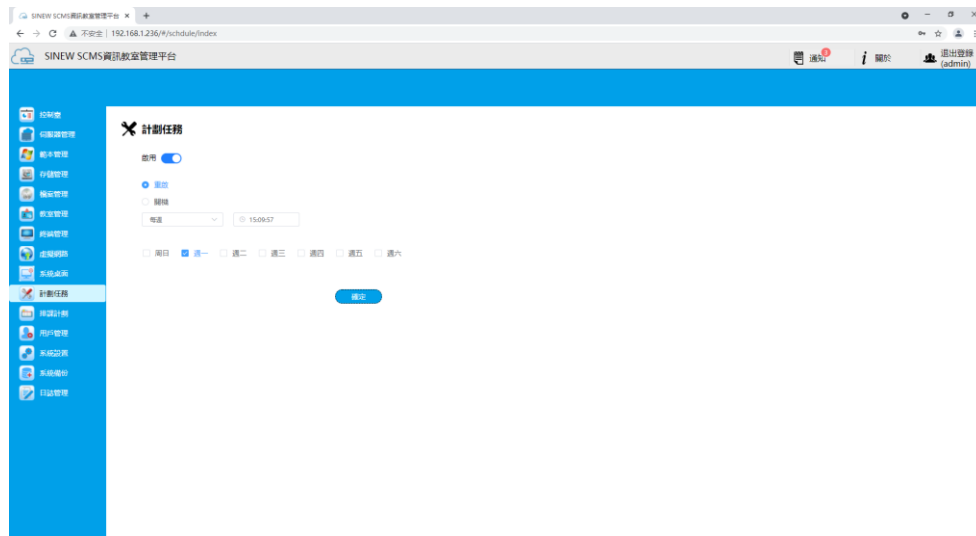 SINEW SCMS資訊教室管理平台
不安全 | 192.168.1.236/#/schdule/index
SINEW SCMS資訊教室管理平台
通知
關於
退出登錄
(admin)
控制臺
伺服器管理
範本管理
存儲管理
檔案管理
教室管理
終端管理
虛擬網路
系統桌面
計劃任務
排課計劃
用戶管理
系統設置
系統備份
日誌管理
計劃任務
啟用
重啟
關機
每週
15:09:57
周日 週一 週二 週三 週四 週五 週六
確定